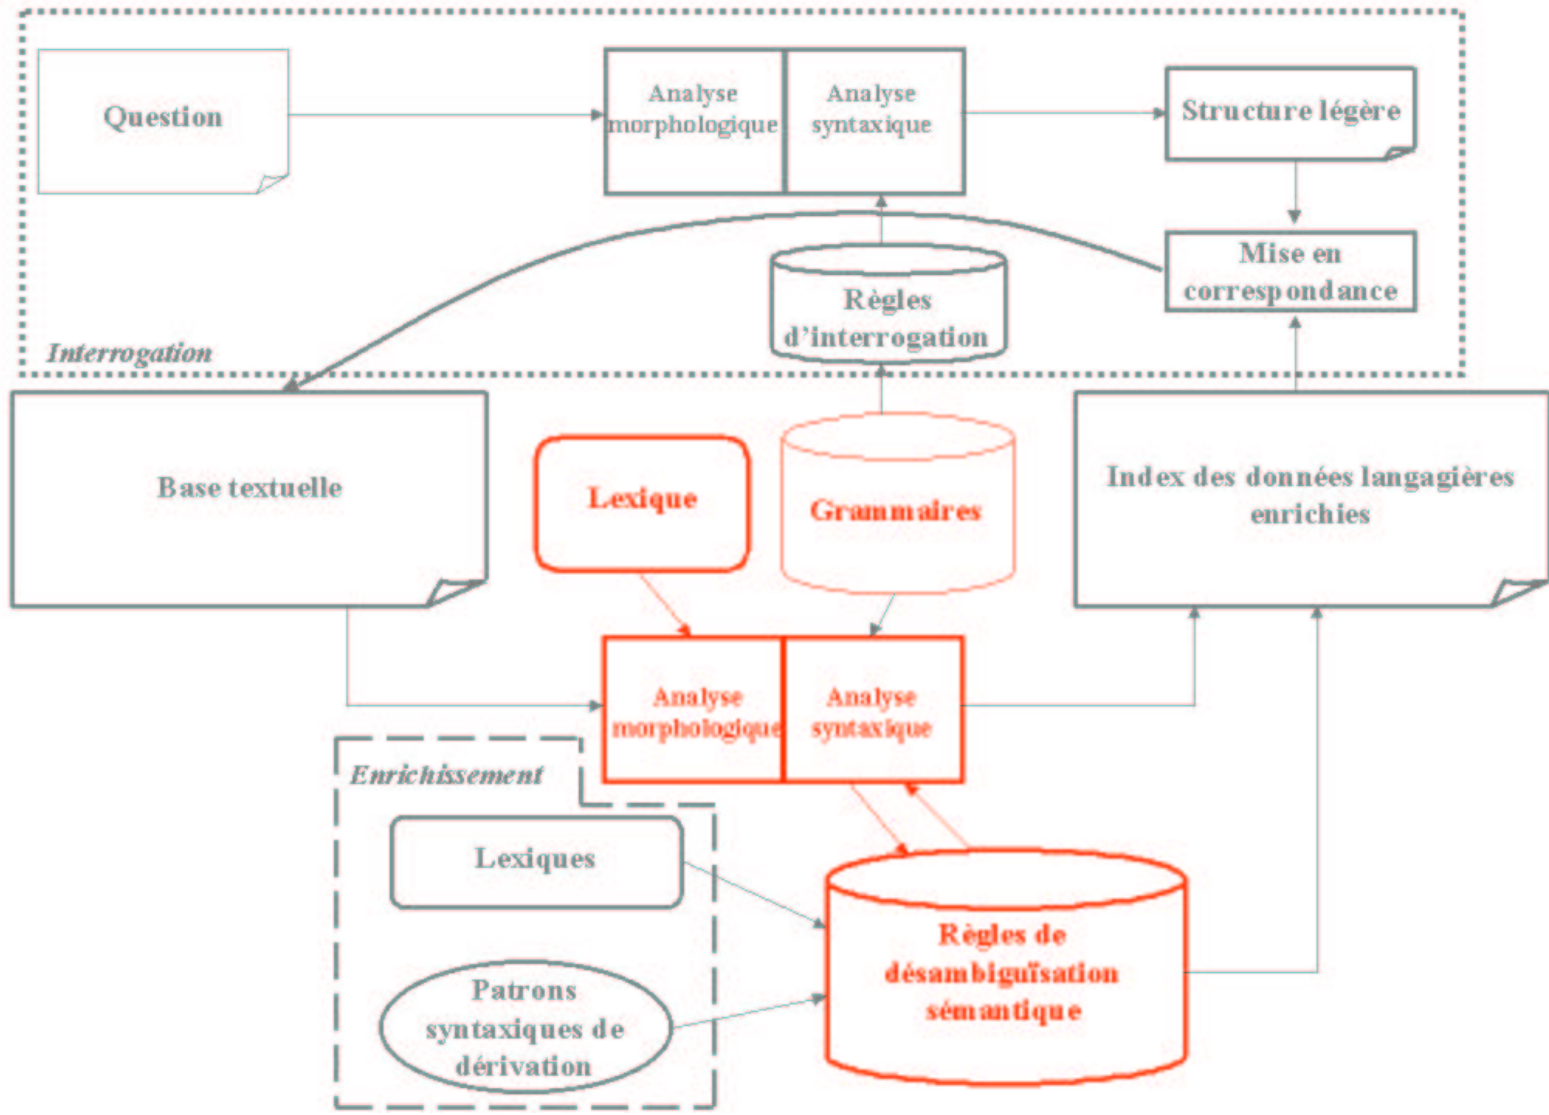 Question
Analyse
morphologique
Analyse
syntaxique
Structure légère
Mise en
correspondance
Règles
d'interrogation
Interrogation
Base textuelle
Lexique
Grammaires
Index des données langagières
enrichies
Analyse
morphologique
Analyse
syntaxique
Enrichissement
Lexiques
Patrons
syntaxiques de
dérivation
Règles de
désambiguïsation
sémantique